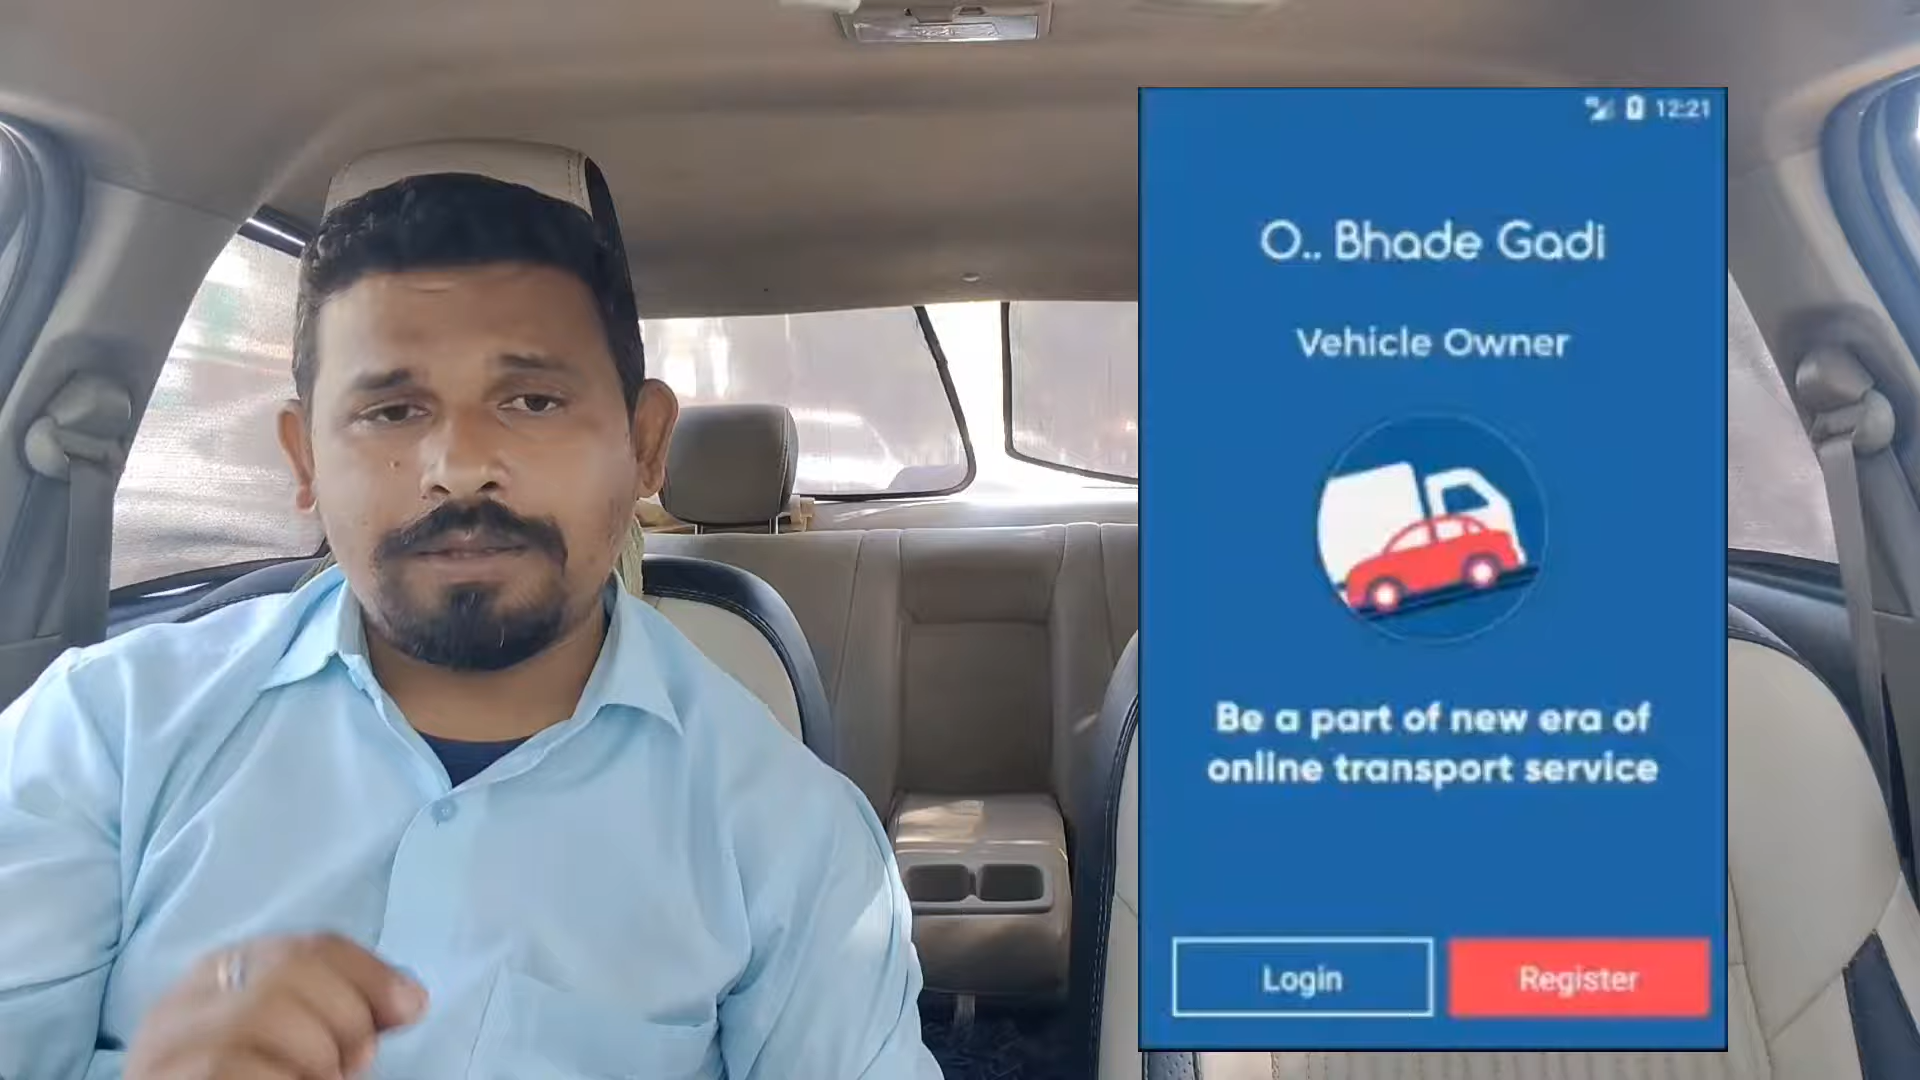 12:21
O.. Bhade Gadi
Vehicle Owner
Be a part of new era of
online transport service
Login
Register